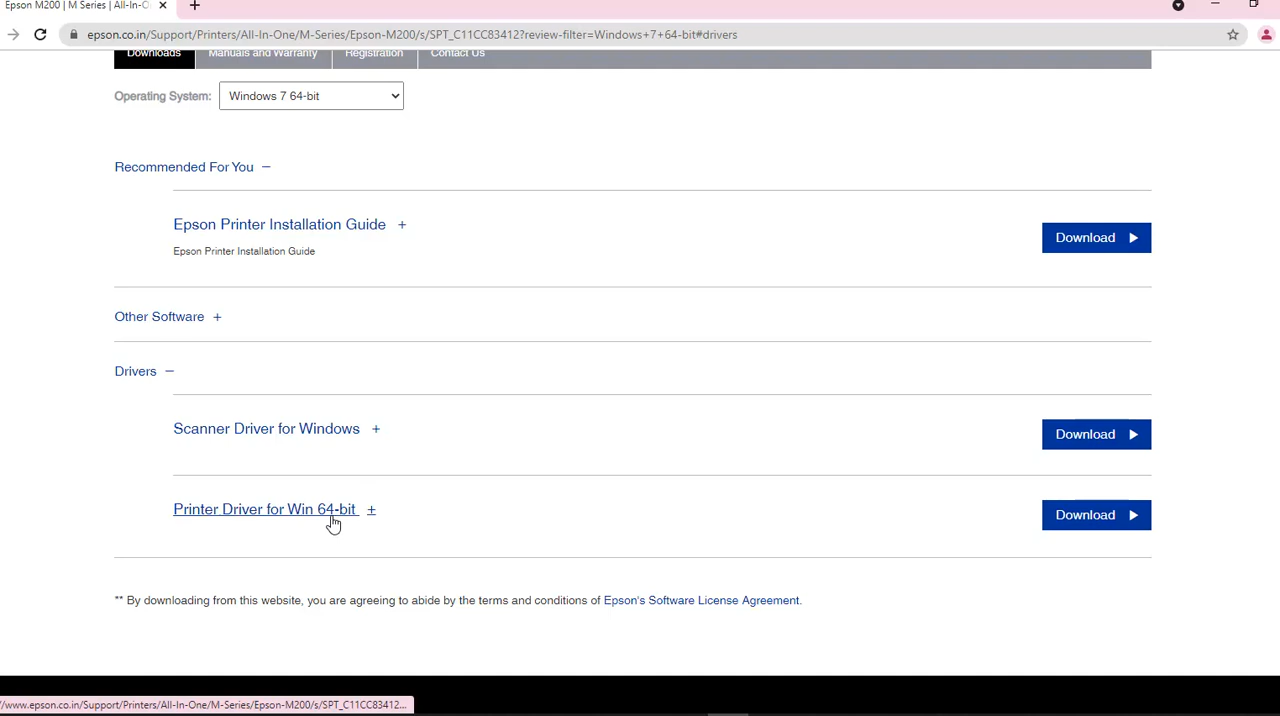 Epson M200 | M Series | All-In-O
epson.co.in/Support/Printers/All-In-One/M-Series/Epson-M200/s/SPT_C11CC83412?review-filter=Windows+7+64-bit#drivers
Downloads Manuals and Warranty Registration Contact Us
Operating System: Windows 7 64-bit
Recommended For You −
Epson Printer Installation Guide +
Epson Printer Installation Guide
Download
Other Software +
Drivers −
Scanner Driver for Windows +
Download
Printer Driver for Win 64-bit +
Download
** By downloading from this website, you are agreeing to abide by the terms and conditions of Epson's Software License Agreement.
//www.epson.co.in/Support/Printers/All-In-One/M-Series/Epson-M200/s/SPT_C11CC83412...